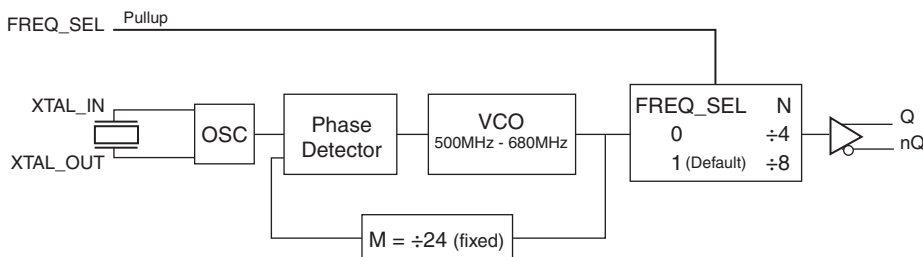 FREQ_SEL Pullup
XTAL_IN
XTAL_OUT
OSC
Phase
Detector
VCO
500MHz - 680MHz
M = ÷24 (fixed)
FREQ_SEL N
0 ÷4
1 (Default) ÷8
Q
nQ